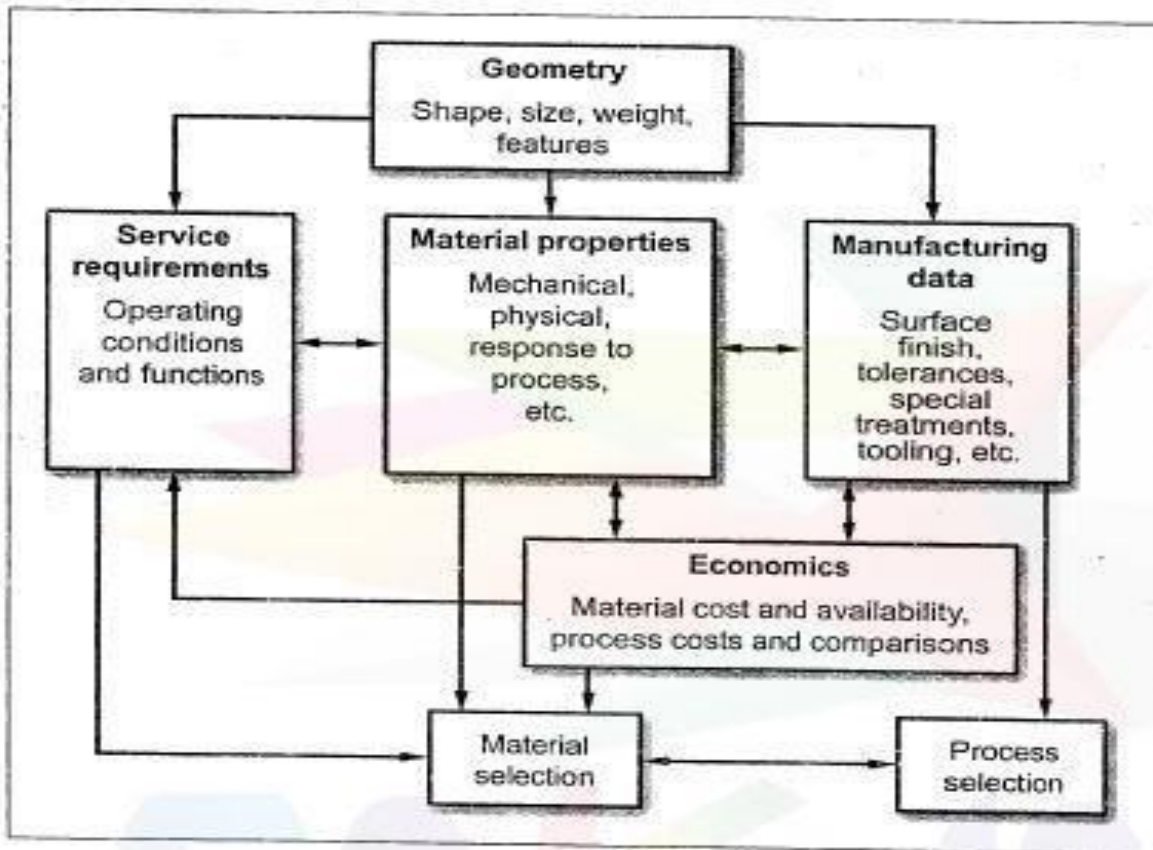 Geometry
Shape, size, weight,
features
Service
requirements
Operating
conditions
and functions
Material properties
Mechanical,
physical,
response to
process,
etc.
Manufacturing
data
Surface
finish,
tolerances,
special
treatments,
tooling, etc.
Economics
Material cost and availability,
process costs and comparisons
Material
selection
Process
selection